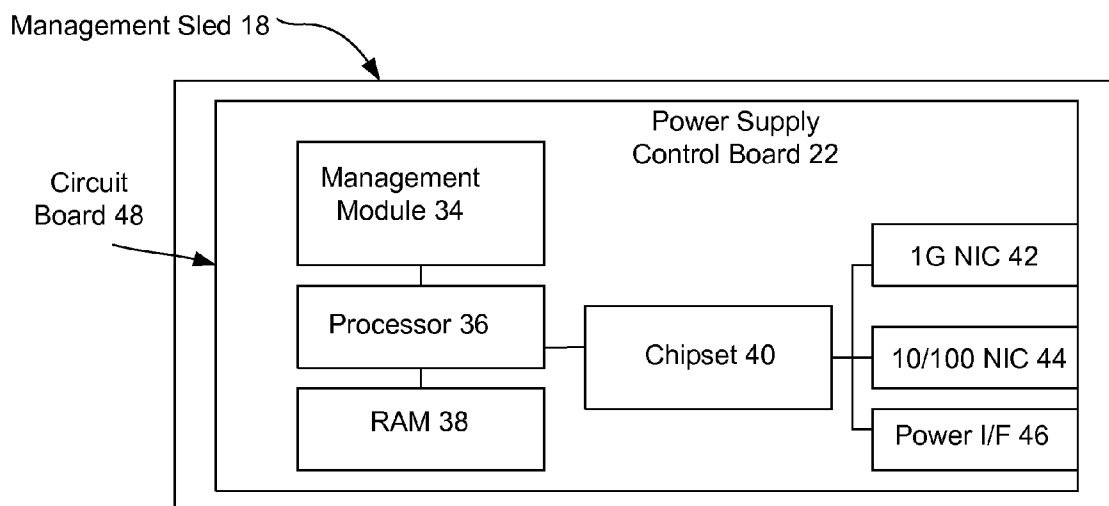 Management Sled 18
Power Supply
Control Board 22
Circuit
Board 48
Management
Module 34
1G NIC 42
Processor 36
Chipset 40
10/100 NIC 44
RAM 38
Power I/F 46